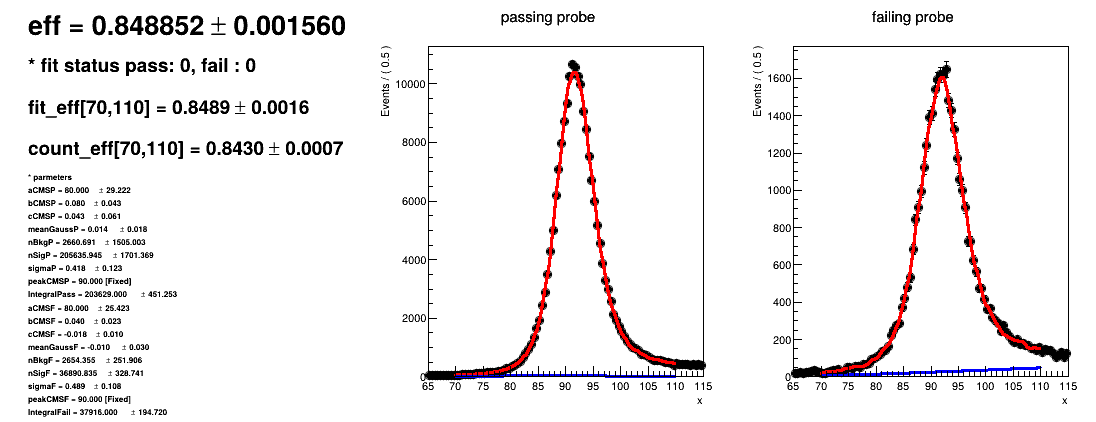 eff = 0.848852 ± 0.001560
* fit status pass: 0, fail : 0
fit_eff[70,110] = 0.8489 ± 0.0016
count_eff[70,110] = 0.8430 ± 0.0007
* parmeters
aCMSP = 80.000 ± 29.222
bCMSP = 0.080 ± 0.043
cCMSP = 0.043 ± 0.061
meanGaussP = 0.014 ± 0.018
nBkgP = 2660.691 ± 1505.003
nSigP = 205635.945 ± 1701.369
sigmaP = 0.418 ± 0.123
peakCMSP = 90.000 [Fixed]
IntegralPass = 203629.000 ± 451.253
aCMSF = 80.000 ± 25.423
bCMSF = 0.040 ± 0.023
cCMSF = -0.018 ± 0.010
meanGaussF = -0.010 ± 0.030
nBkgF = 2654.355 ± 251.906
nSigF = 36890.835 ± 328.741
sigmaF = 0.489 ± 0.108
peakCMSF = 90.000 [Fixed]
IntegralFail = 37916.000 ± 194.720
passing probe
Events / ( 0.5 )
10000
8000
6000
4000
2000
0
65 70 75 80 85 90 95 100 105 110 115
x
failing probe
Events / ( 0.5 )
1600
1400
1200
1000
800
600
400
200
0
65 70 75 80 85 90 95 100 105 110 115
x